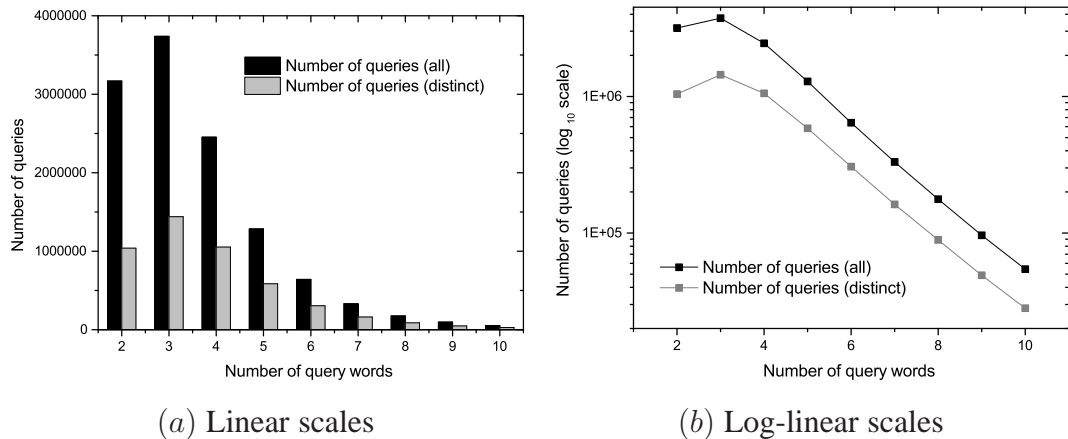 4000000
3000000
2000000
1000000
0
Number of queries
Number of queries (all)
Number of queries (distinct)
2 3 4 5 6 7 8 9 10
Number of query words
(a) Linear scales
1E+06
1E+05
Number of queries (log 10 scale)
Number of queries (all)
Number of queries (distinct)
2 4 6 8 10
Number of query words
(b) Log-linear scales